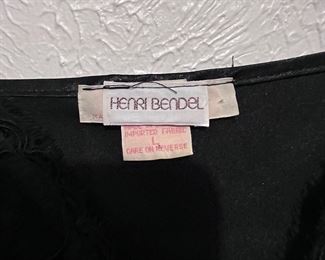 HENRI BENDEL
IMPORTED FABRIC
L
CARE ON REVERSE